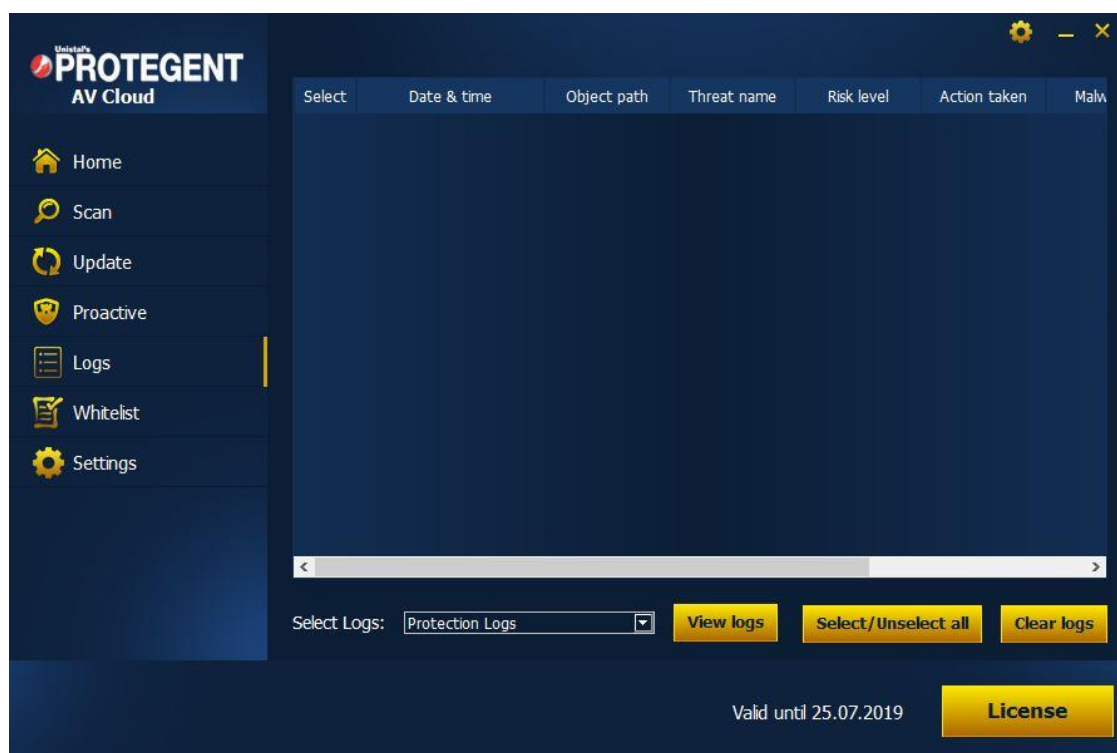 Unistal's
PROTEGENT
AV Cloud
Home
Scan
Update
Proactive
Logs
Whitelist
Settings
Select Date & time Object path Threat name Risk level Action taken Malw
Select Logs: Protection Logs View logs Select/Unselect all Clear logs
Valid until 25.07.2019 License